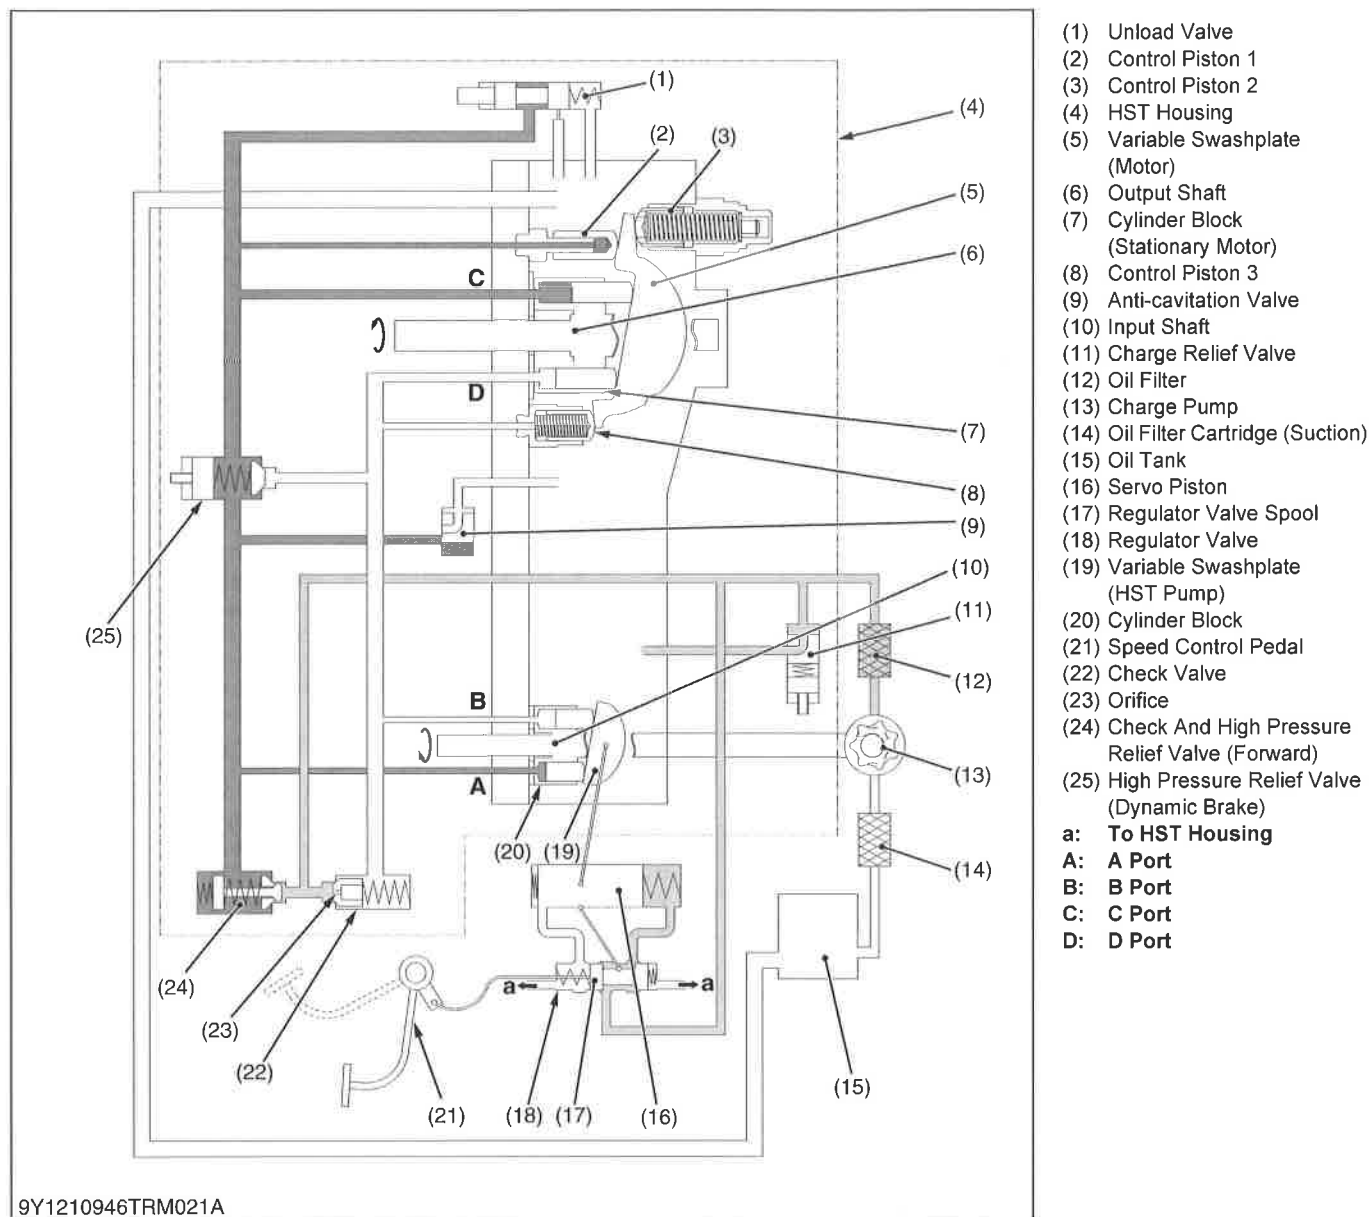 (1)
(2)
(3)
(4)
(5)
(6)
C
D
(7)
(8)
(9)
(10)
(11)
(12)
(25)
B
A
(13)
(20)
(19)
(14)
a
a
(24)
(23)
(22)
(21)
(18)
(17)
(16)
(15)
9Y1210946TRM021A
(1) Unload Valve
(2) Control Piston 1
(3) Control Piston 2
(4) HST Housing
(5) Variable Swashplate
(Motor)
(6) Output Shaft
(7) Cylinder Block
(Stationary Motor)
(8) Control Piston 3
(9) Anti-cavitation Valve
(10) Input Shaft
(11) Charge Relief Valve
(12) Oil Filter
(13) Charge Pump
(14) Oil Filter Cartridge (Suction)
(15) Oil Tank
(16) Servo Piston
(17) Regulator Valve Spool
(18) Regulator Valve
(19) Variable Swashplate
(HST Pump)
(20) Cylinder Block
(21) Speed Control Pedal
(22) Check Valve
(23) Orifice
(24) Check And High Pressure
Relief Valve (Forward)
(25) High Pressure Relief Valve
(Dynamic Brake)
a: To HST Housing
A: A Port
B: B Port
C: C Port
D: D Port